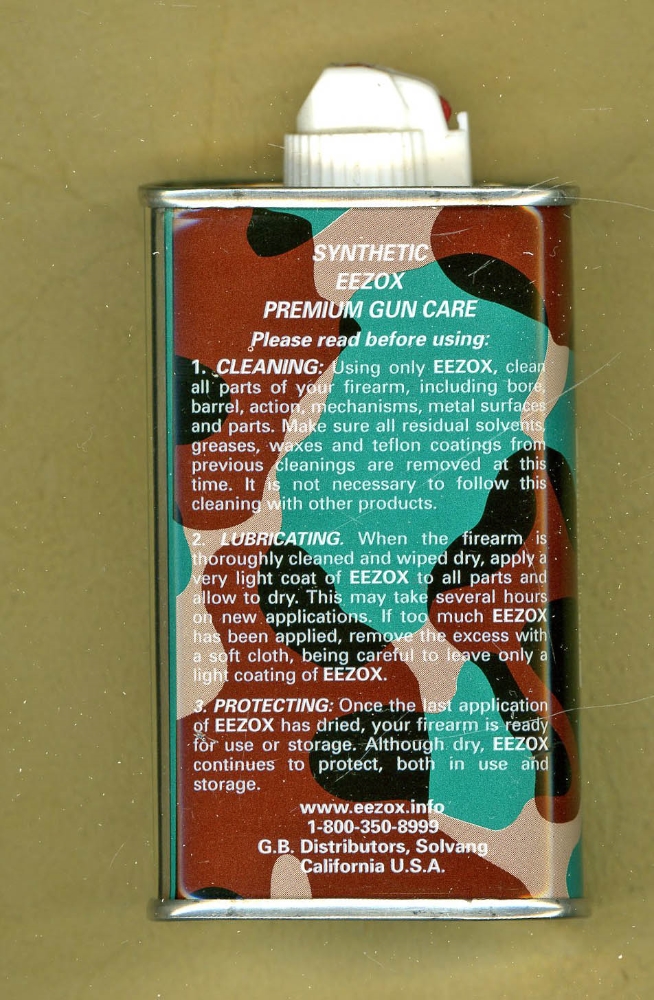 SYNTHETIC
EEZOX
PREMIUM GUN CARE
Please read before using:
1. CLEANING: Using only EEZOX, clean
all parts of your firearm, including bore,
barrel, action, mechanisms, metal surfaces
and parts. Make sure all residual solvents,
greases, waxes and teflon coatings from
previous cleanings are removed at this
time. It is not necessary to follow this
cleaning with other products.
2. LUBRICATING. When the firearm is
thoroughly cleaned and wiped dry, apply a
very light coat of EEZOX to all parts and
allow to dry. This may take several hours
on new applications. If too much EEZOX
has been applied, remove the excess with
a soft cloth, being careful to leave only a
light coating of EEZOX.
3. PROTECTING: Once the last application
of EEZOX has dried, your firearm is ready
for use or storage. Although dry, EEZOX
continues to protect, both in use and
storage.
www.eezox.info
1-800-350-8999
G.B. Distributors, Solvang
California U.S.A.